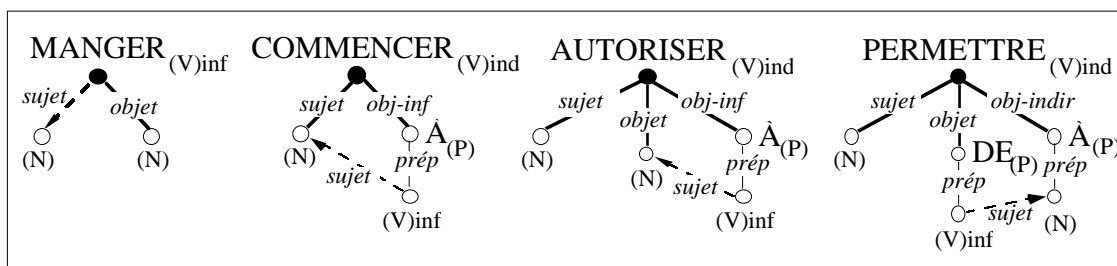 MANGER(V)inf
sujet objet
(N) (N)
COMMENCER(V)ind
sujet obj-inf
(N) À(P)
prép
sujet
(V)inf
AUTORISER(V)ind
sujet objet obj-inf
(N) (N) À(P)
prép
sujet
(V)inf
PERMETTRE(V)ind
sujet objet obj-indir
(N) DE(P) À(P)
prép prép
sujet
(V)inf (N)